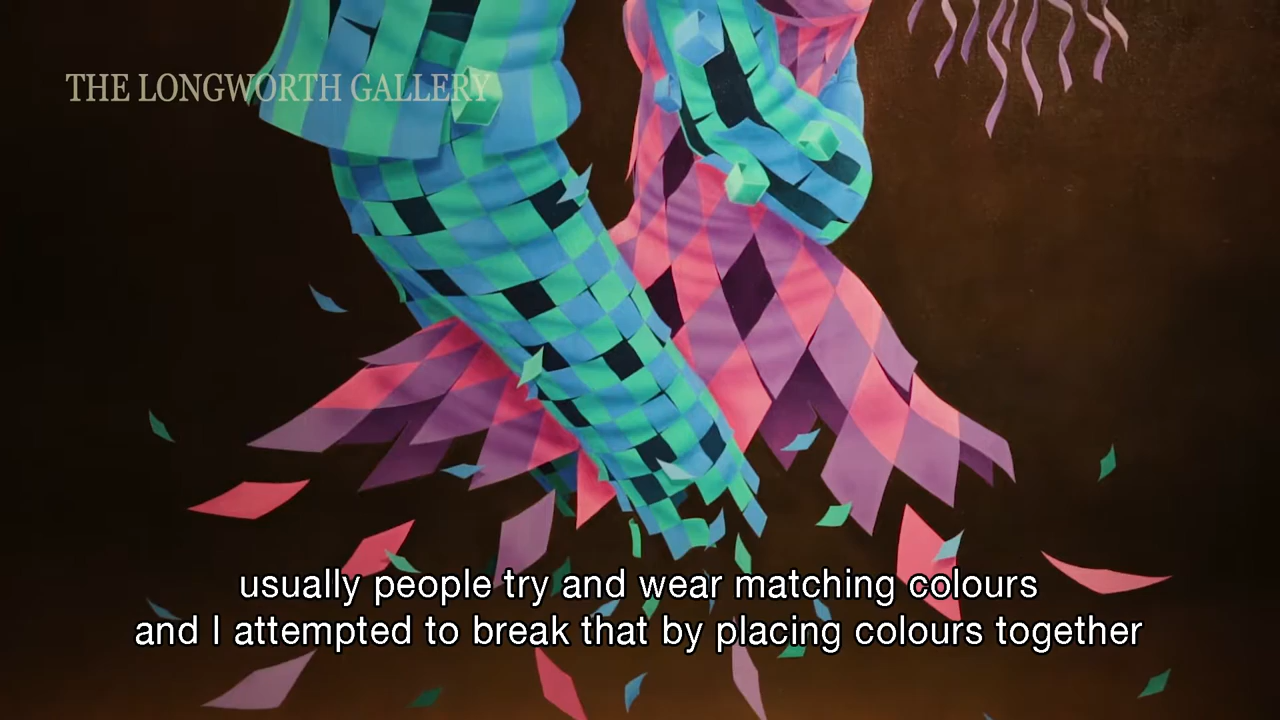 THE LONGWORTH GALLERY
usually people try and wear matching colours
and I attempted to break that by placing colours together